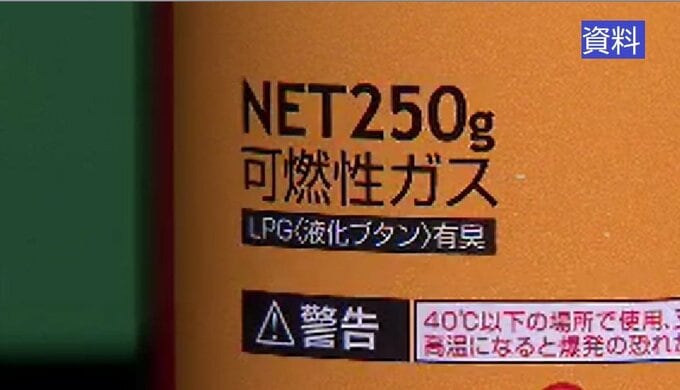 資料
NET250g
可燃性ガス
LPG〈液化ブタン〉有臭
警告
40℃以下の場所で使用、
高温になると爆発の恐れ